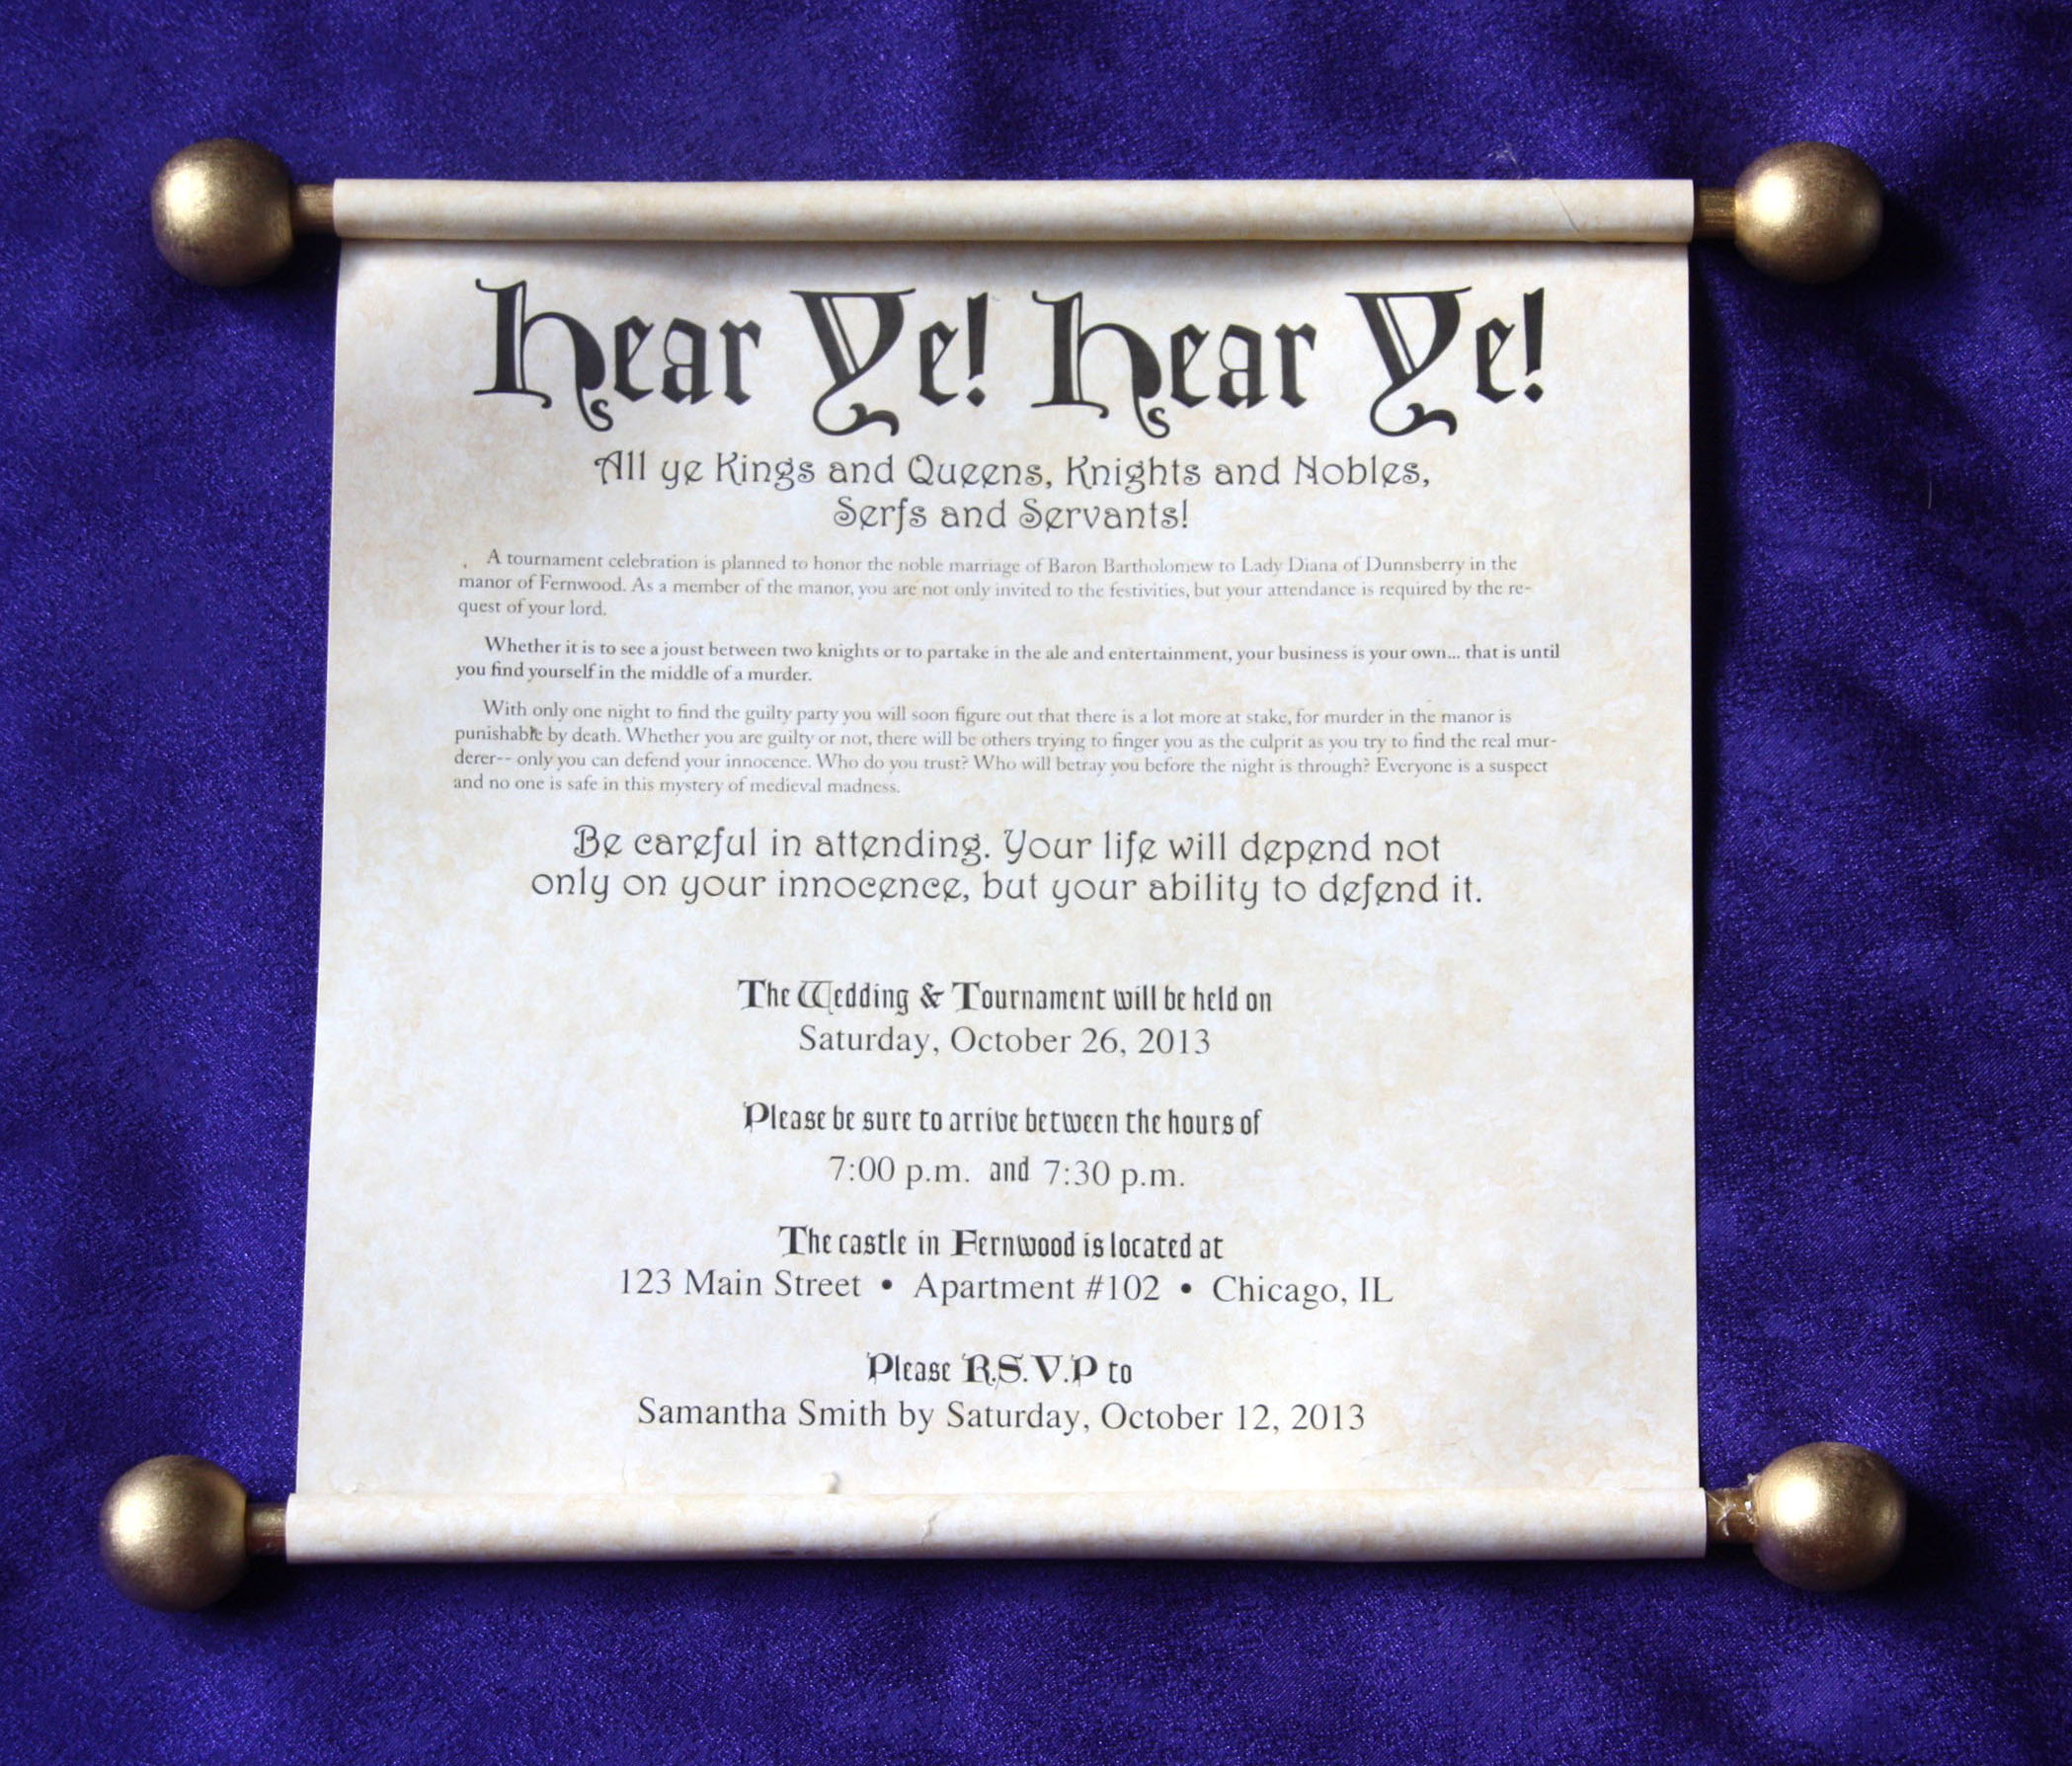 Hear Ye! Hear Ye!
All ye Kings and Queens, Knights and Nobles,
Serfs and Servants!
A tournament celebration is planned to honor the noble marriage of Baron Bartholomew to Lady Diana of Dunnsberry in the
manor of Fernwood. As a member of the manor, you are not only invited to the festivities, but your attendance is required by the re-
quest of your lord.
Whether it is to see a joust between two knights or to partake in the ale and entertainment, your business is your own... that is until
you find yourself in the middle of a murder.
With only one night to find the guilty party you will soon figure out that there is a lot more at stake, for murder in the manor is
punishable by death. Whether you are guilty or not, there will be others trying to finger you as the culprit as you try to find the real mur-
derer-- only you can defend your innocence. Who do you trust? Who will betray you before the night is through? Everyone is a suspect
and no one is safe in this mystery of medieval madness.
Be careful in attending. Your life will depend not
only on your innocence, but your ability to defend it.
The Wedding & Tournament will be held on
Saturday, October 26, 2013
Please be sure to arrive between the hours of
7:00 p.m. and 7:30 p.m.
The castle in Fernwood is located at
123 Main Street • Apartment #102 • Chicago, IL
Please R.S.V.P to
Samantha Smith by Saturday, October 12, 2013